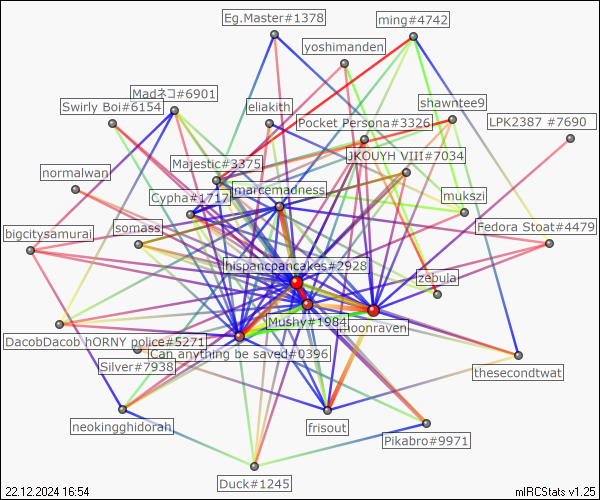 Eg.Master#1378
ming#4742
yoshimanden
Madネコ#6901
Swirly Boi#6154
eliakith
shawntee9
Pocket Persona#3326
LPK2387 #7690
JKOUYH VIII#7034
Majestic#3375
normalwan
Cypha#1717
marcemadness
mukszi
somass
Fedora Stoat#4479
bigcitysamurai
hispancpancakes#2928
zebula
Mushy#1984
moonraven
DacobDacob hORNY police#5271
Can anything be saved#0396
Silver#7938
thesecondtwat
neokingghidorah
frisout
Pikabro#9971
Duck#1245
22.12.2024 16:54
mIRCStats v1.25